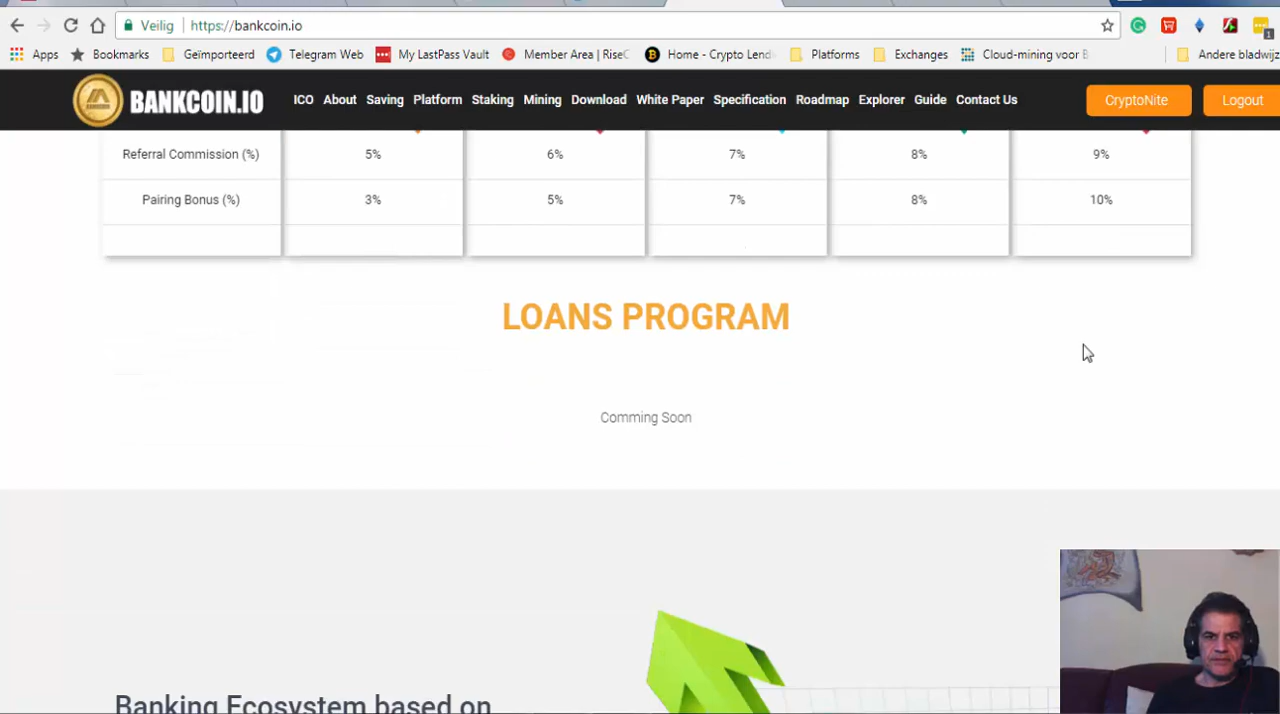 Veilig https://bankcoin.io
Apps Bookmarks Geïmporteerd Telegram Web My LastPass Vault Member Area | RiseC Home - Crypto Lend Platforms Exchanges Cloud-mining voor B Andere bladwijz
BANKCOIN.IO ICO About Saving Platform Staking Mining Download White Paper Specification Roadmap Explorer Guide Contact Us CryptoNite Logout
Referral Commission (%) 5% 6% 7% 8% 9%
Pairing Bonus (%) 3% 5% 7% 8% 10%
LOANS PROGRAM
Comming Soon
Banking Ecosystem based on